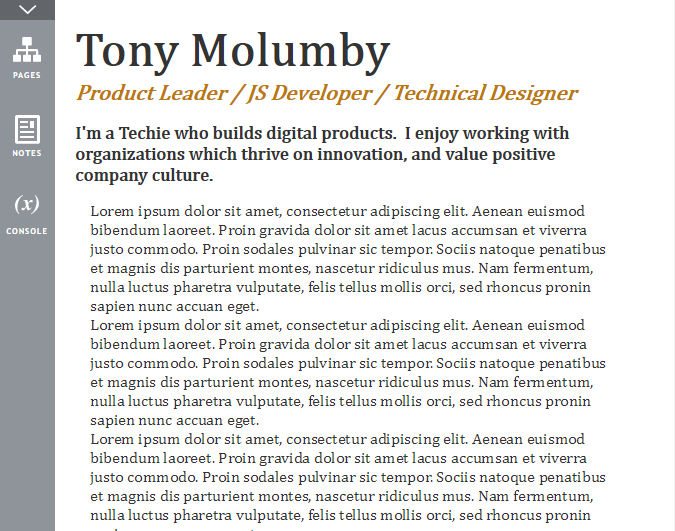 Tony Molumby
Product Leader / JS Developer / Technical Designer
I'm a Techie who builds digital products.  I enjoy working with
organizations which thrive on innovation, and value positive
company culture.
PAGES
NOTES
(x)
CONSOLE
Lorem ipsum dolor sit amet, consectetur adipiscing elit. Aenean euismod
bibendum laoreet. Proin gravida dolor sit amet lacus accumsan et viverra
justo commodo. Proin sodales pulvinar sic tempor. Sociis natoque penatibus
et magnis dis parturient montes, nascetur ridiculus mus. Nam fermentum,
nulla luctus pharetra vulputate, felis tellus mollis orci, sed rhoncus pronin
sapien nunc accuan eget.
Lorem ipsum dolor sit amet, consectetur adipiscing elit. Aenean euismod
bibendum laoreet. Proin gravida dolor sit amet lacus accumsan et viverra
justo commodo. Proin sodales pulvinar sic tempor. Sociis natoque penatibus
et magnis dis parturient montes, nascetur ridiculus mus. Nam fermentum,
nulla luctus pharetra vulputate, felis tellus mollis orci, sed rhoncus pronin
sapien nunc accuan eget.
Lorem ipsum dolor sit amet, consectetur adipiscing elit. Aenean euismod
bibendum laoreet. Proin gravida dolor sit amet lacus accumsan et viverra
justo commodo. Proin sodales pulvinar sic tempor. Sociis natoque penatibus
et magnis dis parturient montes, nascetur ridiculus mus. Nam fermentum,
nulla luctus pharetra vulputate, felis tellus mollis orci, sed rhoncus pronin